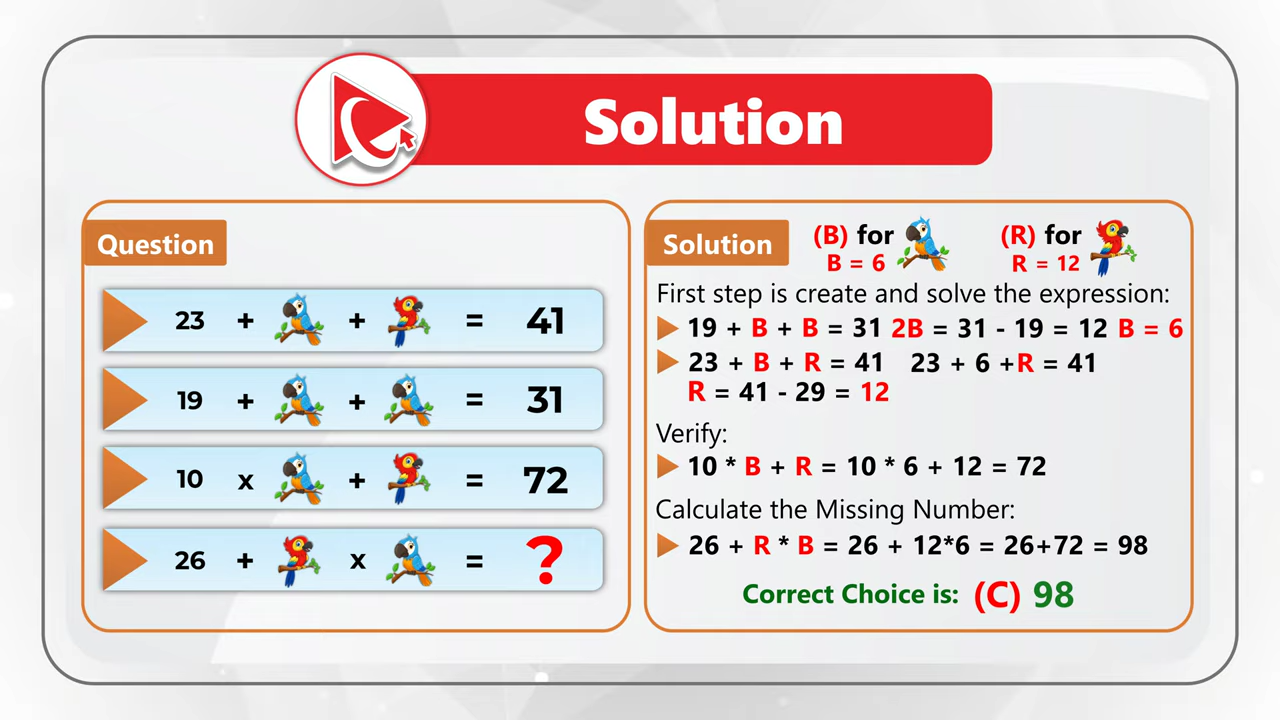 Solution
Question
23 + + = 41
19 + + = 31
10 x + = 72
26 + x = ?
Solution
(B) for
B = 6
(R) for
R = 12
First step is create and solve the expression:
19 + B + B = 31 2B = 31 - 19 = 12 B = 6
23 + B + R = 41 23 + 6 +R = 41
R = 41 - 29 = 12
Verify:
10 * B + R = 10 * 6 + 12 = 72
Calculate the Missing Number:
26 + R * B = 26 + 12*6 = 26+72 = 98
Correct Choice is: (C) 98